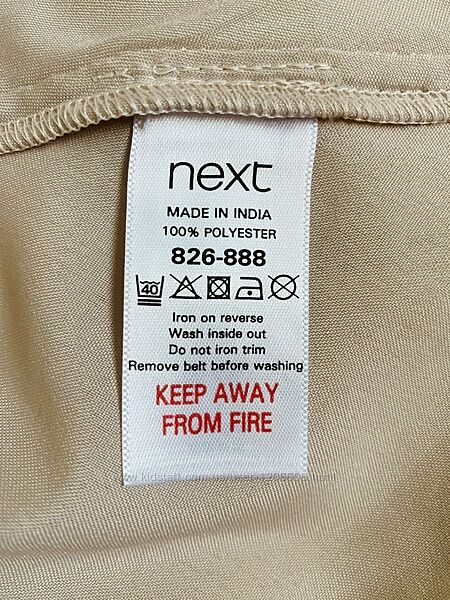 next
MADE IN INDIA
100% POLYESTER
826-888
40
Iron on reverse
Wash inside out
Do not iron trim
Remove belt before washing
KEEP AWAY
FROM FIRE